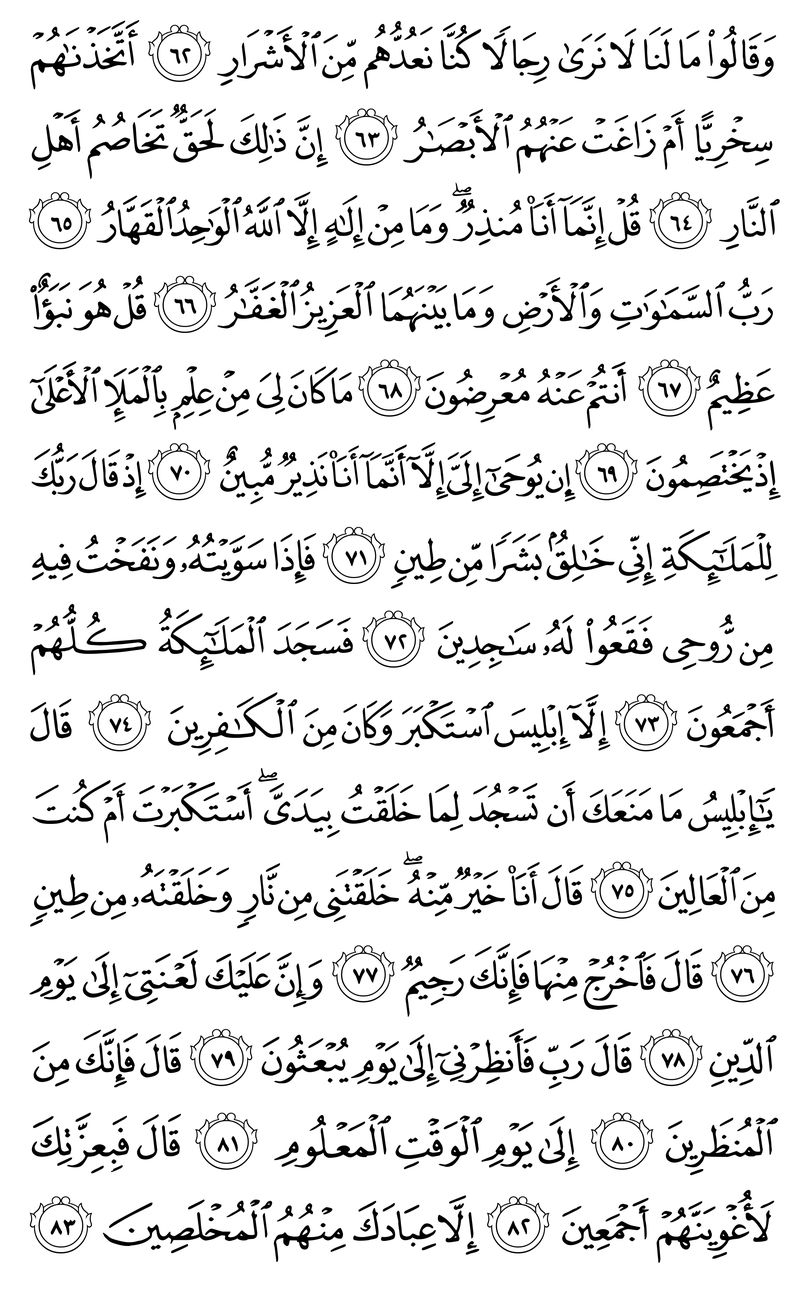 وَقَالُوا۟ مَا لَنَا لَا نَرَىٰ رِجَالًا كُنَّا نَعُدُّهُم مِّنَ ٱلْأَشْرَارِ ٦٢ أَتَّخَذْنَـٰهُمْ
سِخْرِيًّا أَمْ زَاغَتْ عَنْهُمُ ٱلْأَبْصَـٰرُ ٦٣ إِنَّ ذَٰلِكَ لَحَقٌّ تَخَاصُمُ أَهْلِ
ٱلنَّارِ ٦٤ قُلْ إِنَّمَآ أَنَا۠ مُنذِرٌ ۖ وَمَا مِنْ إِلَـٰهٍ إِلَّا ٱللَّهُ ٱلْوَٰحِدُ ٱلْقَهَّارُ ٦٥
رَبُّ ٱلسَّمَـٰوَٰتِ وَٱلْأَرْضِ وَمَا بَيْنَهُمَا ٱلْعَزِيزُ ٱلْغَفَّـٰرُ ٦٦ قُلْ هُوَ نَبَؤٌا۟
عَظِيمٌ ٦٧ أَنتُمْ عَنْهُ مُعْرِضُونَ ٦٨ مَا كَانَ لِىَ مِنْ عِلْمٍۭ بِٱلْمَلَإِ ٱلْأَعْلَىٰٓ
إِذْ يَخْتَصِمُونَ ٦٩ إِن يُوحَىٰٓ إِلَىَّ إِلَّآ أَنَّمَآ أَنَا۠ نَذِيرٌ مُّبِينٌ ٧٠ إِذْ قَالَ رَبُّكَ
لِلْمَلَـٰٓئِكَةِ إِنِّى خَـٰلِقٌۢ بَشَرًا مِّن طِينٍ ٧١ فَإِذَا سَوَّيْتُهُۥ وَنَفَخْتُ فِيهِ
مِن رُّوحِى فَقَعُوا۟ لَهُۥ سَـٰجِدِينَ ٧٢ فَسَجَدَ ٱلْمَلَـٰٓئِكَةُ كُلُّهُمْ
أَجْمَعُونَ ٧٣ إِلَّآ إِبْلِيسَ ٱسْتَكْبَرَ وَكَانَ مِنَ ٱلْكَـٰفِرِينَ ٧٤ قَالَ
يَـٰٓإِبْلِيسُ مَا مَنَعَكَ أَن تَسْجُدَ لِمَا خَلَقْتُ بِيَدَىَّ ۖ أَسْتَكْبَرْتَ أَمْ كُنتَ
مِنَ ٱلْعَالِينَ ٧٥ قَالَ أَنَا۠ خَيْرٌ مِّنْهُ ۖ خَلَقْتَنِى مِن نَّارٍ وَخَلَقْتَهُۥ مِن طِينٍ
٧٦ قَالَ فَٱخْرُجْ مِنْهَا فَإِنَّكَ رَجِيمٌ ٧٧ وَإِنَّ عَلَيْكَ لَعْنَتِىٓ إِلَىٰ يَوْمِ
ٱلدِّينِ ٧٨ قَالَ رَبِّ فَأَنظِرْنِىٓ إِلَىٰ يَوْمِ يُبْعَثُونَ ٧٩ قَالَ فَإِنَّكَ مِنَ
ٱلْمُنظَرِينَ ٨٠ إِلَىٰ يَوْمِ ٱلْوَقْتِ ٱلْمَعْلُومِ ٨١ قَالَ فَبِعِزَّتِكَ
لَأُغْوِيَنَّهُمْ أَجْمَعِينَ ٨٢ إِلَّا عِبَادَكَ مِنْهُمُ ٱلْمُخْلَصِينَ ٨٣